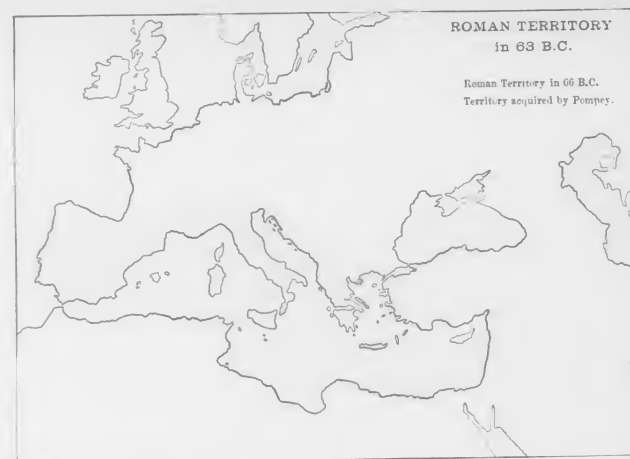 ROMAN TERRITORY
in 63 B.C.
Roman Territory in 66 B.C.
Territory acquired by Pompey.